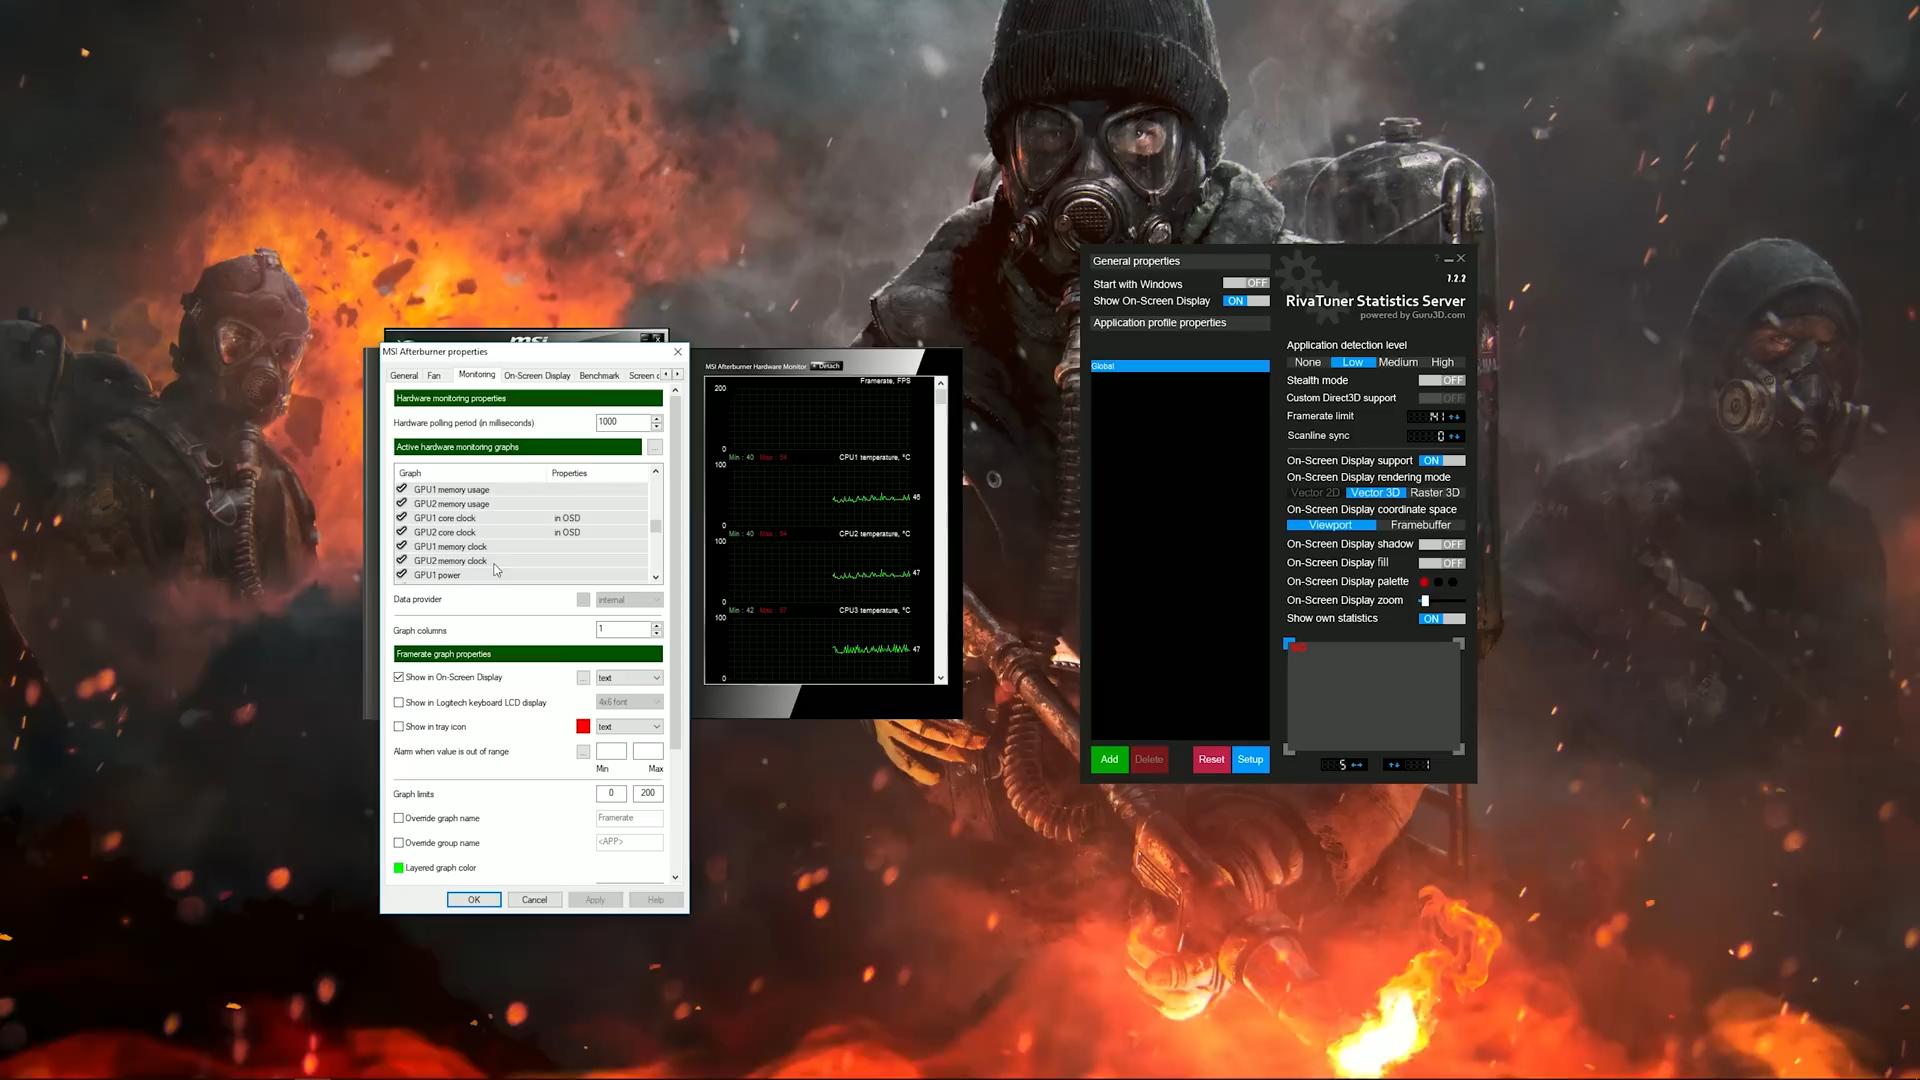 msi
MSI Afterburner properties
General Fan Monitoring On-Screen Display Benchmark Screen c
Hardware monitoring properties
Hardware polling period (in milliseconds) 1000
Active hardware monitoring graphs ...
Graph Properties
GPU1 memory usage
GPU2 memory usage
GPU1 core clock in OSD
GPU2 core clock in OSD
GPU1 memory clock
GPU2 memory clock
GPU1 power
Data provider internal
Graph columns 1
Framerate graph properties
Show in On-Screen Display ... text
Show in Logitech keyboard LCD display 4x6 font
Show in tray icon text
Alarm when value is out of range ...
Min Max
Graph limits 0 200
Override graph name Framerate
Override group name <APP>
Layered graph color
OK Cancel Apply Help
MSI Afterburner Hardware Monitor Detach
Framerate, FPS
200
0
Min : 40 Max : 54 CPU1 temperature, °C
100
46
0
Min : 40 Max : 54 CPU2 temperature, °C
100
47
0
Min : 42 Max : 57 CPU3 temperature, °C
100
47
0
General properties
Start with Windows OFF
Show On-Screen Display ON
Application profile properties
Global
Add Delete Reset Setup
?
7.2.2
RivaTuner Statistics Server
powered by Guru3D.com
Application detection level
None Low Medium High
Stealth mode OFF
Custom Direct3D support OFF
Framerate limit 141
Scanline sync 0
On-Screen Display support ON
On-Screen Display rendering mode
Vector 2D Vector 3D Raster 3D
On-Screen Display coordinate space
Viewport Framebuffer
On-Screen Display shadow OFF
On-Screen Display fill OFF
On-Screen Display palette
On-Screen Display zoom
Show own statistics ON
5 1